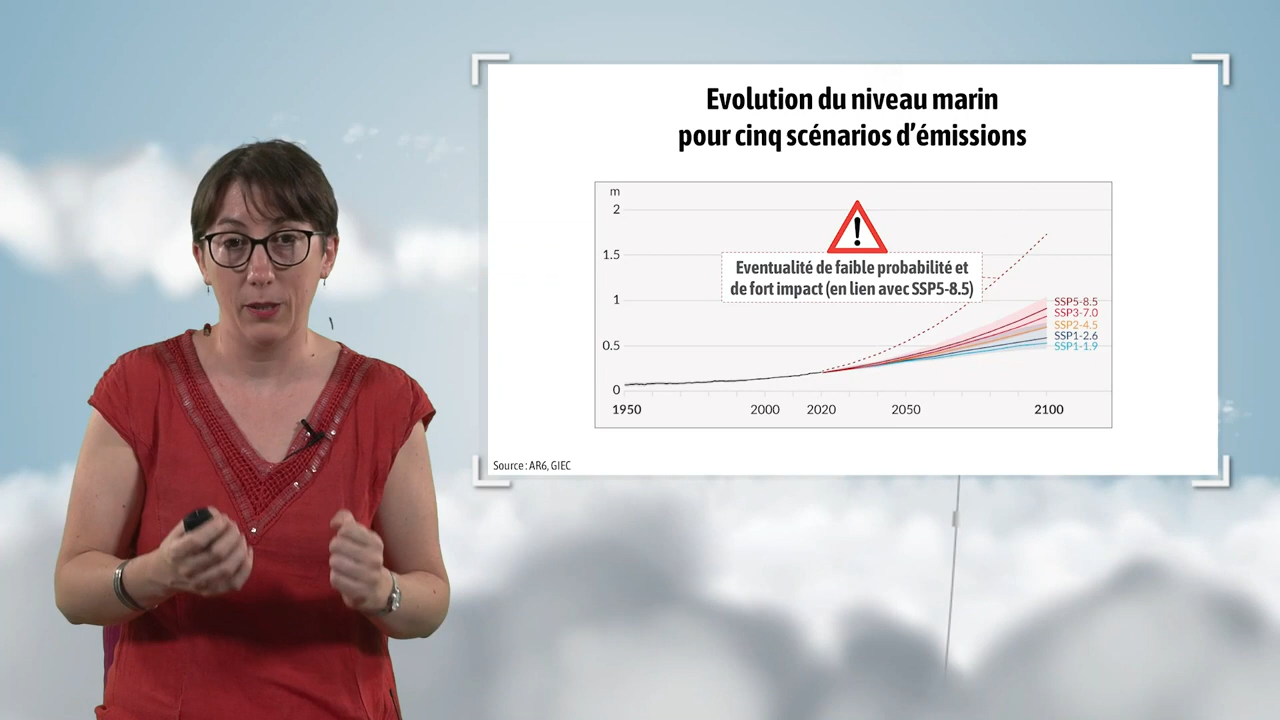 Evolution du niveau marin
pour cinq scénarios d'émissions
m
2
1.5
1
0.5
0
Eventualité de faible probabilité et
de fort impact (en lien avec SSP5-8.5)
SSP5-8.5
SSP3-7.0
SSP2-4.5
SSP1-2.6
SSP1-1.9
1950 2000 2020 2050 2100
Source : AR6, GIEC